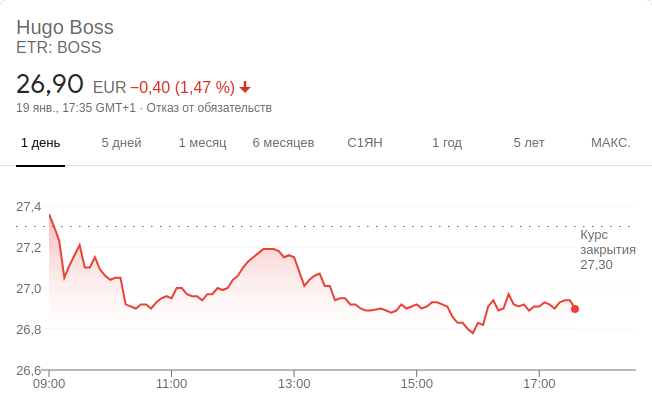 Hugo Boss
ETR: BOSS
26,90 EUR −0,40 (1,47 %)
19 янв., 17:35 GMT+1 · Отказ от обязательств
1 день 5 дней 1 месяц 6 месяцев С1ЯН 1 год 5 лет МАКС.
27,4
Курс
закрытия
27,30
27,2
27,0
26,8
26,6
09:00 11:00 13:00 15:00 17:00